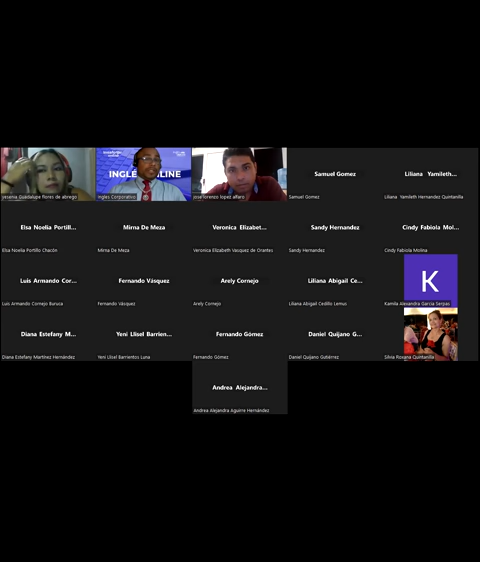 INGLÉ
LINE
yesenia Guadalupe flores de abrego
Ingles Corporativo
jose lorenzo lopez alfaro
Samuel Gomez
Samuel Gomez
Liliana Yamileth...
Liliana Yamileth Hernandez Quintanilla
Elsa Noelia Portill...
Elsa Noelia Portillo Chacón
Mirna De Meza
Mirna De Meza
Veronica Elizabet...
Veronica Elizabeth Vasquez de Orantes
Sandy Hernandez
Sandy Hernandez
Cindy Fabiola Mol...
Cindy Fabiola Molina
Luis Armando Cor...
Luis Armando Cornejo Buruca
Fernando Vásquez
Fernando Vásquez
Arely Cornejo
Arely Cornejo
Liliana Abigail Ce...
Liliana Abigail Cedillo Lemus
K
Kamila Alexandra Garcia Serpas
Diana Estefany M...
Diana Estefany Martínez Hernández
Yeni Llisel Barrien...
Yeni Llisel Barrientos Luna
Fernando Gómez
Fernando Gómez
Daniel Quijano G...
Daniel Quijano Gutiérrez
Silvia Roxana Quintanilla
Andrea Alejandra...
Andrea Alejandra Aguirre Hernández